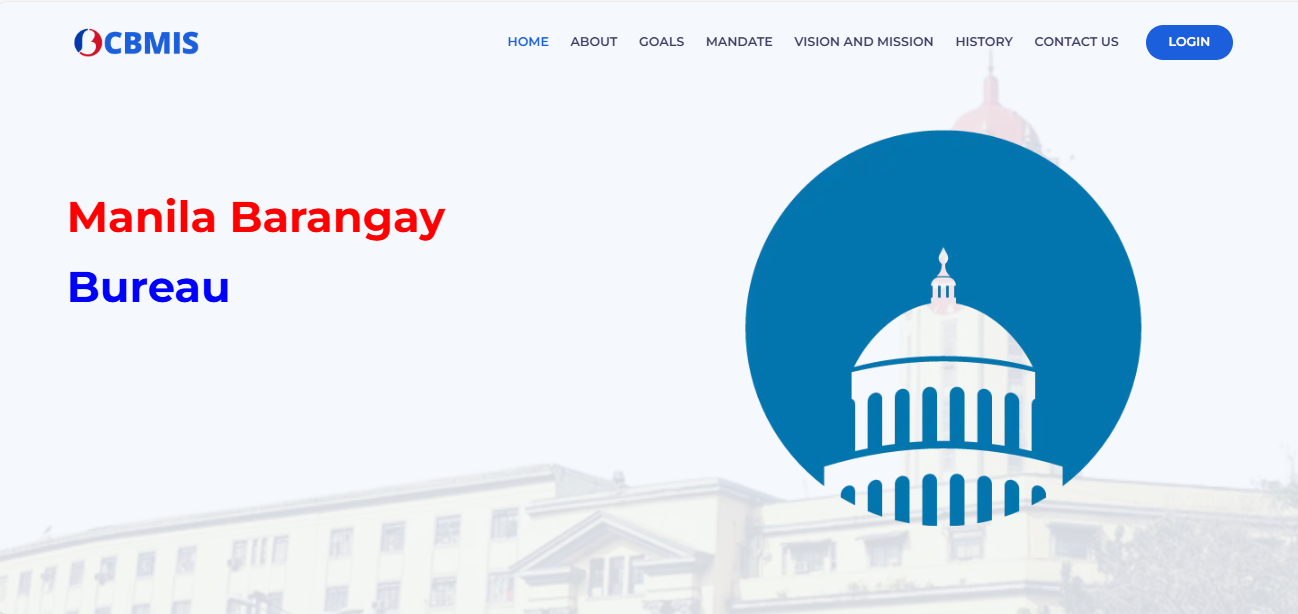 CBMIS
HOME ABOUT GOALS MANDATE VISION AND MISSION HISTORY CONTACT US LOGIN
Manila Barangay
Bureau